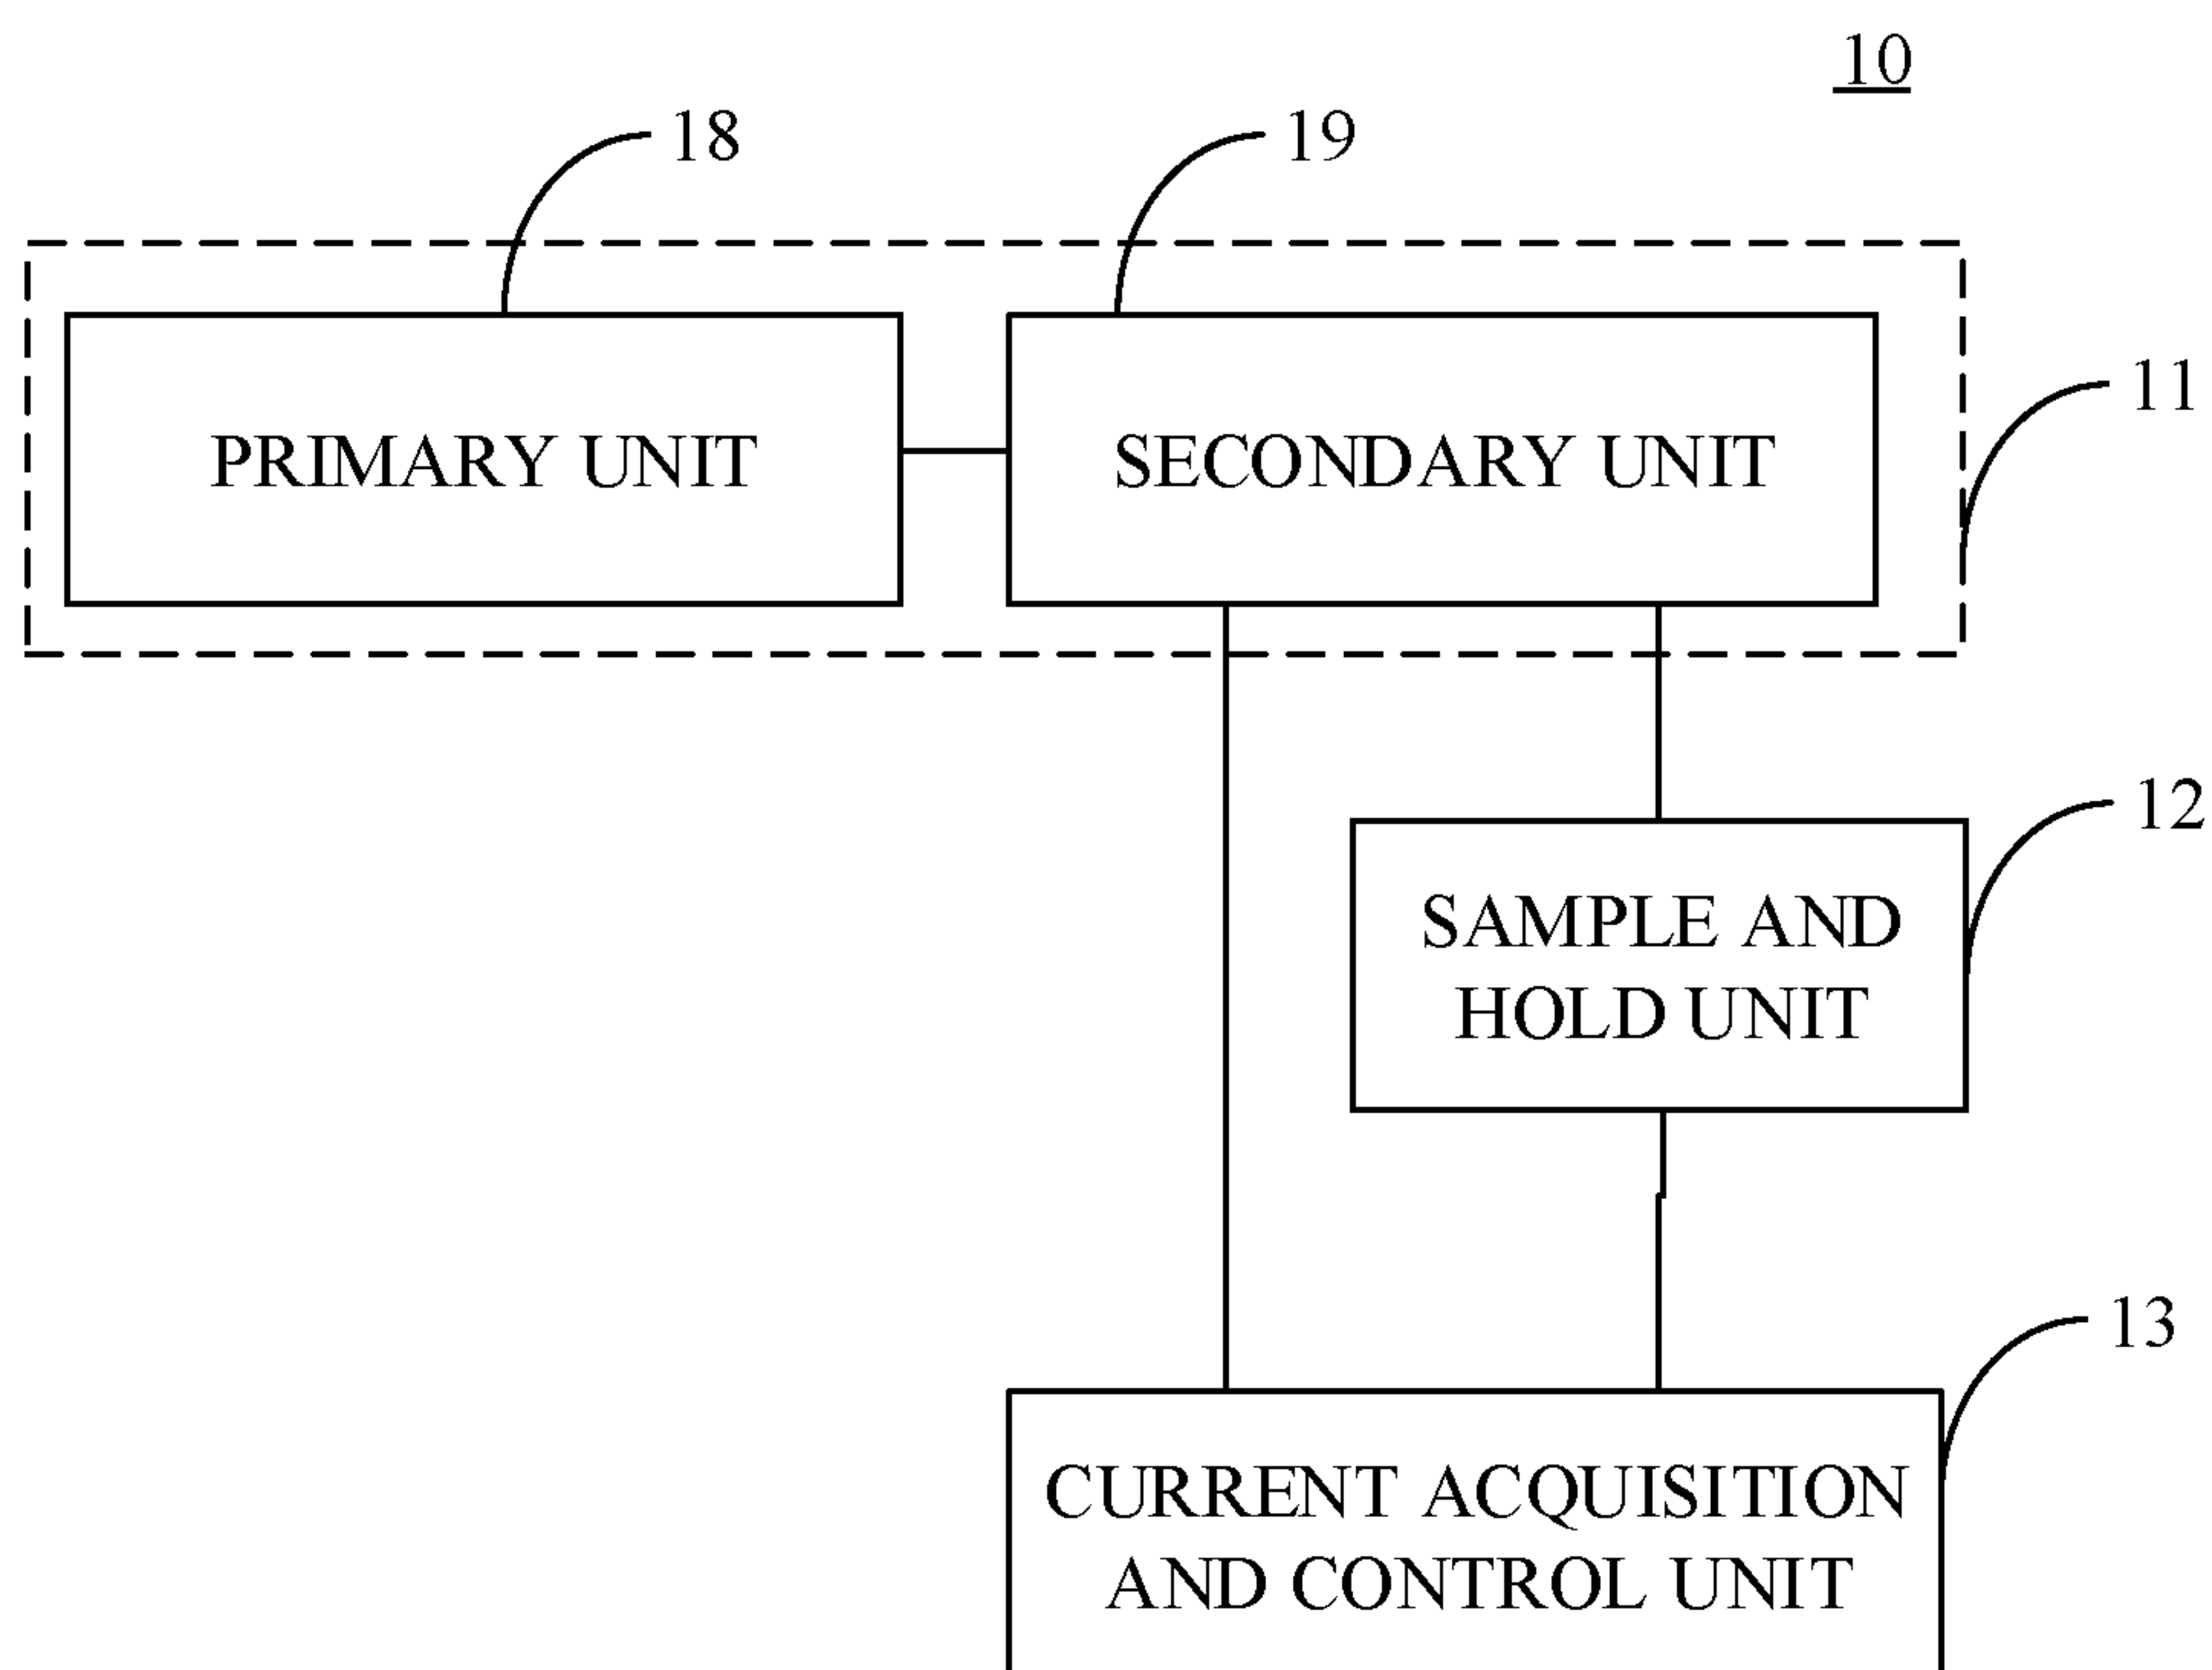 10
18
19
11
PRIMARY UNIT
SECONDARY UNIT
12
SAMPLE AND
HOLD UNIT
13
CURRENT ACQUISITION
AND CONTROL UNIT